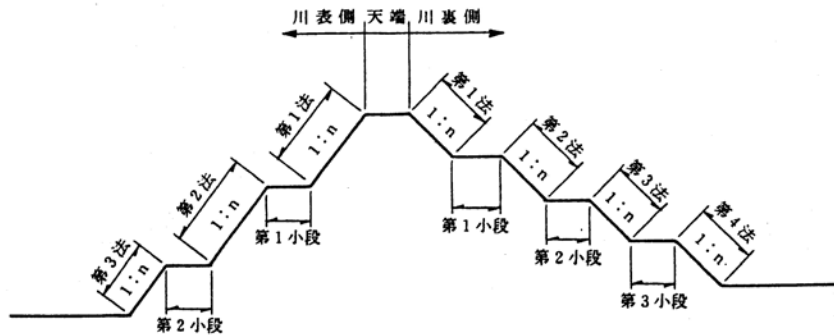 川表側 天端 川裏側
第1法
1:n
第2法
1:n
第3法
1:n
第1小段
第2小段
第1法
1:n
第2法
1:n
第3法
1:n
第4法
1:n
第1小段
第2小段
第3小段